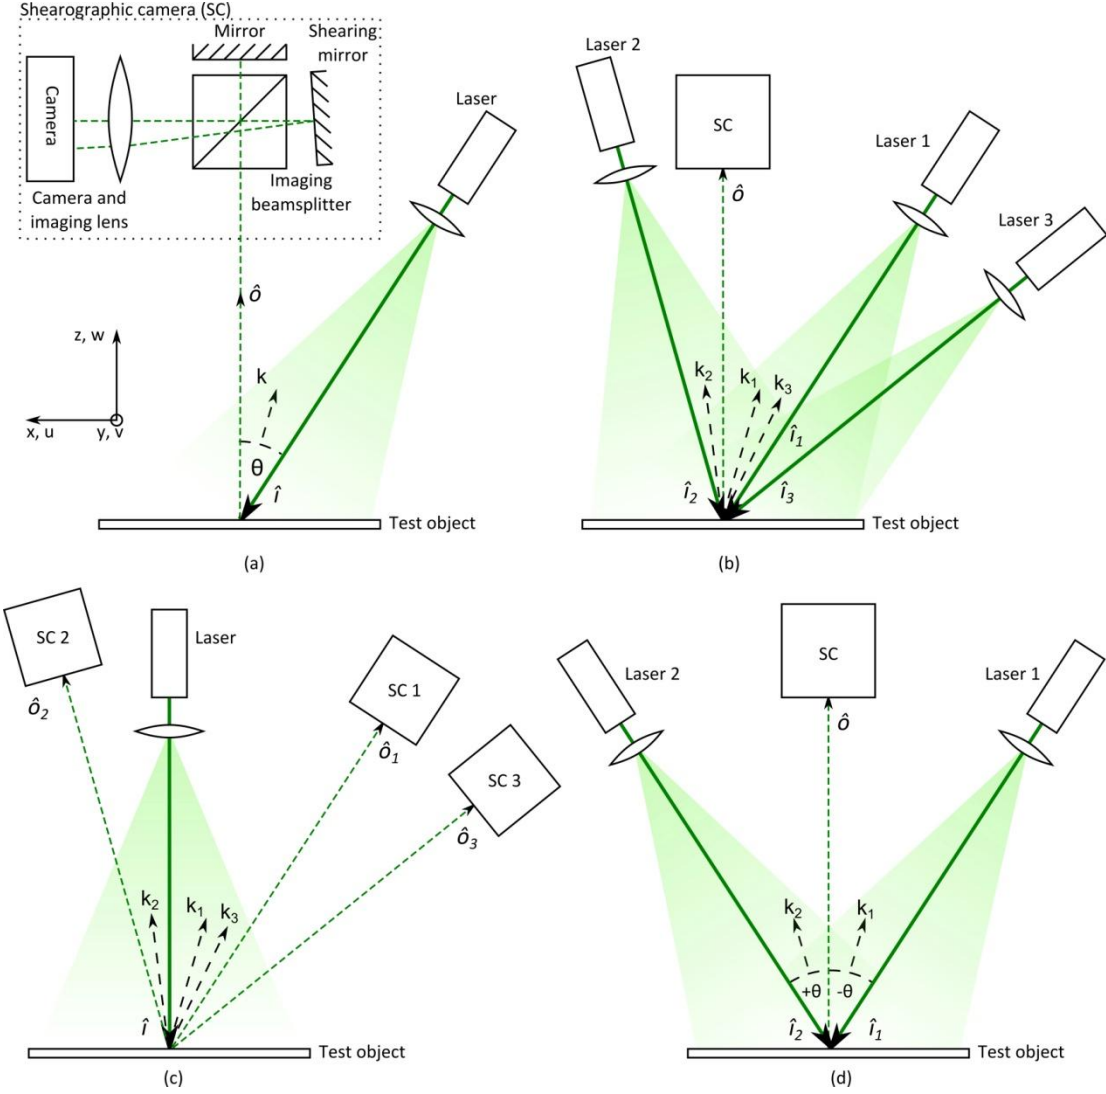 Shearographic camera (SC)
Mirror
Shearing
mirror
Camera
Laser
Camera and
imaging lens
Imaging
beamsplitter
ô
z, w
k
x, u
y, v
θ
î
Test object
(a)
Laser 2
SC
Laser 1
ô
Laser 3
k₂
k₁
k₃
î₁
î₂
î₃
Test object
(b)
SC 2
Laser
SC 1
ô₂
ô₁
SC 3
ô₃
k₂
k₁
k₃
î
Test object
(c)
SC
Laser 2
Laser 1
ô
k₂
k₁
+θ
-θ
î₂
î₁
Test object
(d)